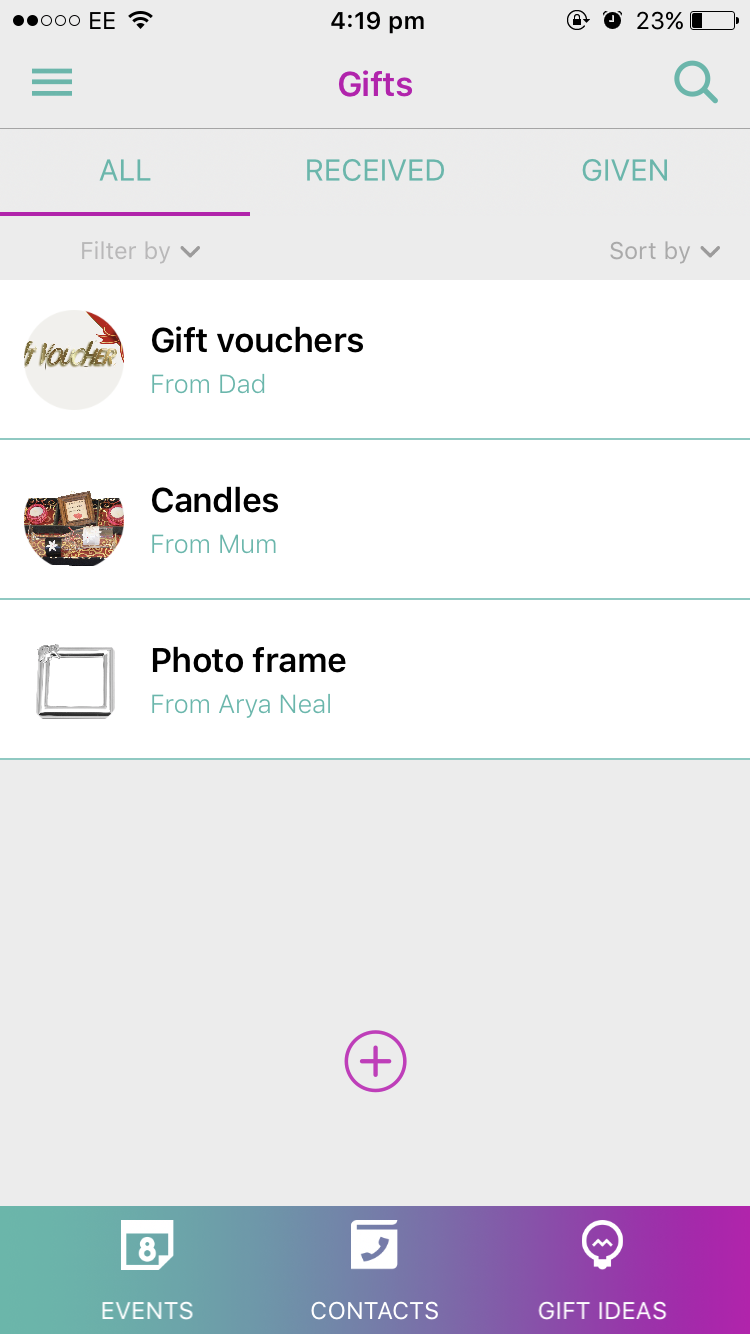 EE 4:19 pm 23%
Gifts
ALL RECEIVED GIVEN
Filter by Sort by
VOUCHER
Gift vouchers
From Dad
Candles
From Mum
Photo frame
From Arya Neal
8
EVENTS CONTACTS GIFT IDEAS